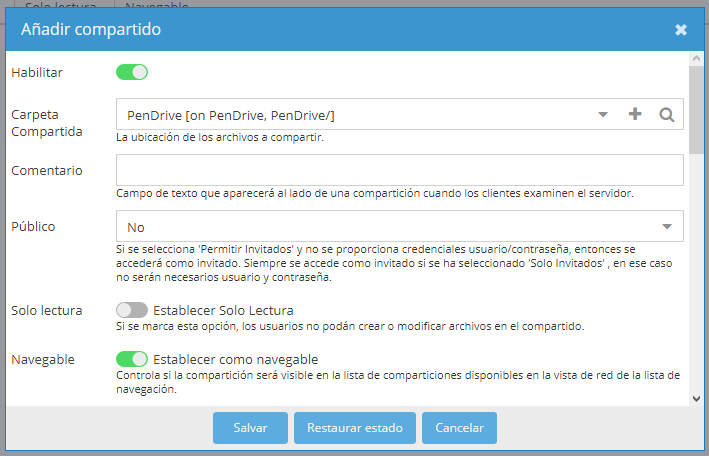 Solo lectura Navegable
Añadir compartido
Habilitar
Carpeta
Compartida
PenDrive [on PenDrive, PenDrive/]
La ubicación de los archivos a compartir.
Comentario
Campo de texto que aparecerá al lado de una compartición cuando los clientes examinen el servidor.
Público
No
Si se selecciona 'Permitir Invitados' y no se proporciona credenciales usuario/contraseña, entonces se
accederá como invitado. Siempre se accede como invitado si se ha seleccionado 'Solo Invitados' , en ese caso
no serán necesarios usuario y contraseña.
Solo lectura
Establecer Solo Lectura
Si se marca esta opción, los usuarios no podán crear o modificar archivos en el compartido.
Navegable
Establecer como navegable
Controla si la compartición será visible en la lista de comparticiones disponibles en la vista de red de la lista de
navegación.
Salvar
Restaurar estado
Cancelar